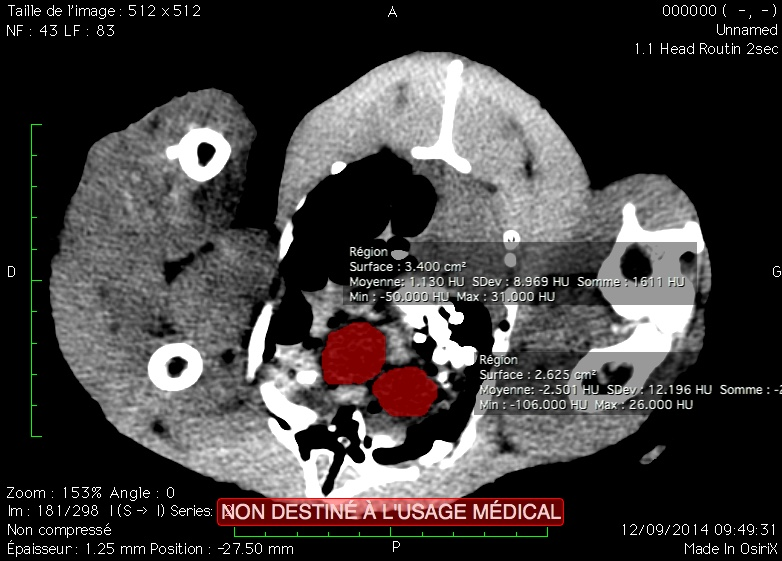 Taille de l'image : 512 x 512
NF : 43 LF : 83
A
000000 ( -, -)
Unnamed
1.1 Head Routin 2sec
D
G
Région
Surface : 3.400 cm²
Moyenne: 1.130 HU SDev : 8.969 HU Somme : 1611 HU
Min : -50.000 HU Max : 31.000 HU
Région
Surface : 2.625 cm²
Moyenne: -2.501 HU SDev : 12.196 HU Somme : -2
Min : -106.000 HU Max : 26.000 HU
Zoom : 153% Angle : 0
Im : 181/298 I(S -> I) Series:
Non compressé
Épaisseur : 1.25 mm Position : -27.50 mm
NON DESTINÉ À L'USAGE MÉDICAL
P
12/09/2014 09:49:31
Made In OsiriX